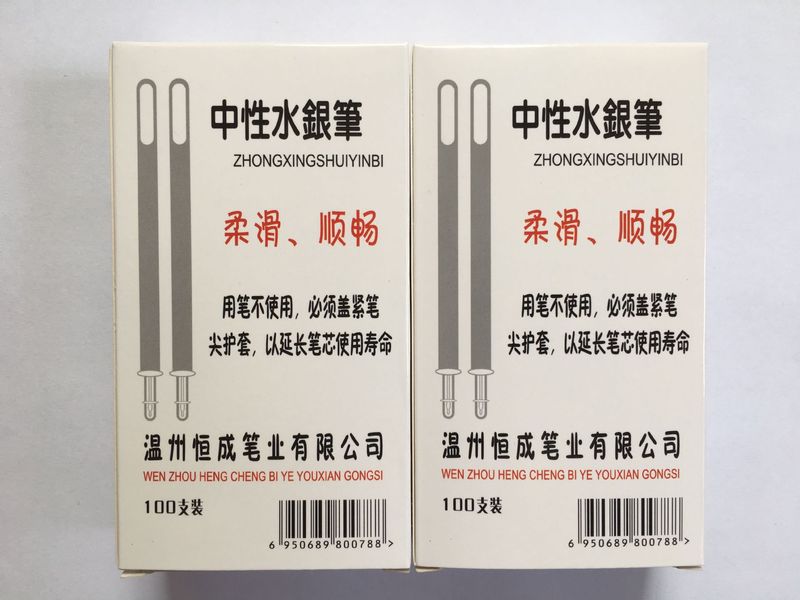 中性水銀筆
ZHONGXINGSHUIYINBI
柔滑、顺畅
用笔不使用，必须盖紧笔
尖护套，以延长笔芯使用寿命
温州恒成笔业有限公司
WEN ZHOU HENG CHENG BI YE YOUXIAN GONGSI
100支裝
6 950689 800788 >
中性水銀筆
ZHONGXINGSHUIYINBI
柔滑、顺畅
用笔不使用，必须盖紧笔
尖护套，以延长笔芯使用寿命
温州恒成笔业有限公司
WEN ZHOU HENG CHENG BI YE YOUXIAN GONGSI
100支裝
6 950689 800788 >